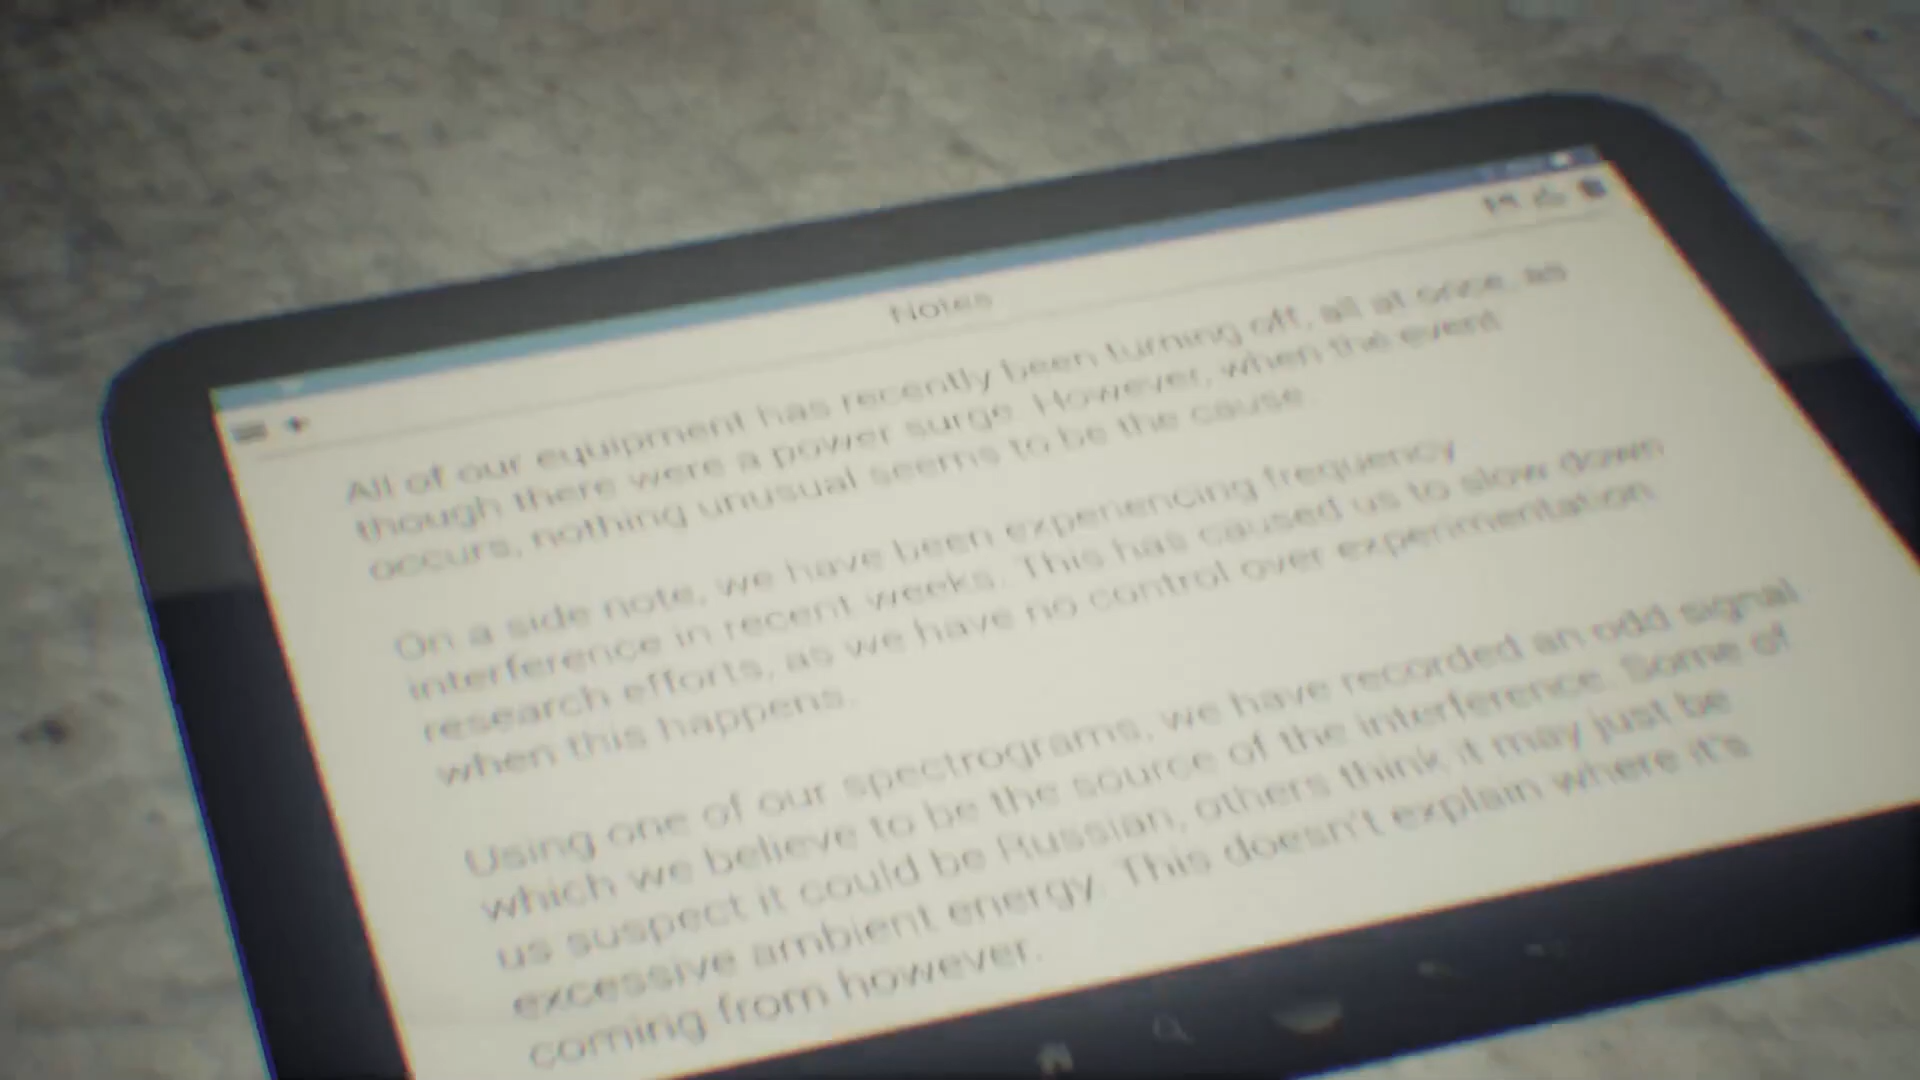 Notes
All of our equipment has recently been turning off, all at once, as
though there were a power surge. However, when the event
occurs, nothing unusual seems to be the cause.
On a side note, we have been experiencing frequency
interference in recent weeks. This has caused us to slow down
research efforts, as we have no control over experimentation
when this happens.
Using one of our spectrograms, we have recorded an odd signal
which we believe to be the source of the interference. Some of
us suspect it could be Russian, others think it may just be
excessive ambient energy. This doesn't explain where it's
coming from however.